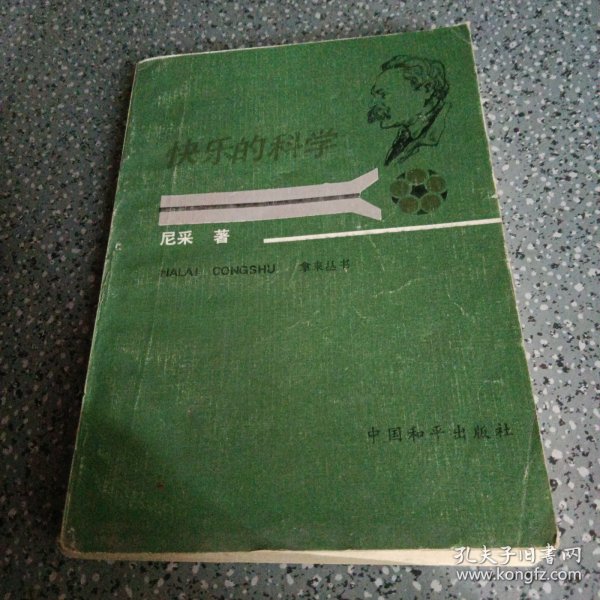 快乐的科学
尼采 著
NALAI CONGSHU 拿来丛书
中国和平出版社
孔夫子旧书网
www.kongfz.com